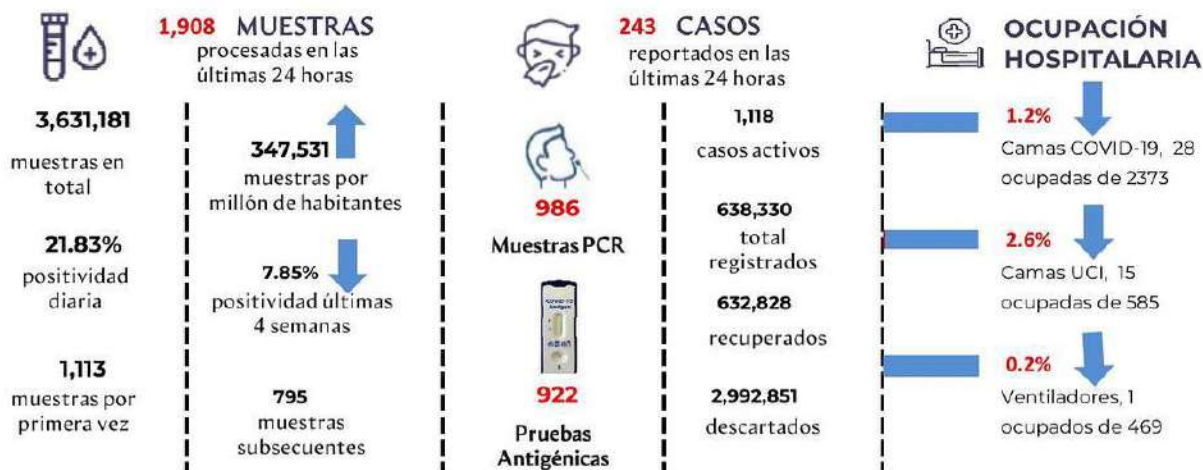 1,908 MUESTRAS
procesadas en las
últimas 24 horas
3,631,181
muestras en
total
21.83%
positividad
diaria
1,113
muestras por
primera vez
347,531
muestras por
millón de habitantes
7.85%
positividad últimas
4 semanas
795
muestras
subsecuentes
243 CASOS
reportados en las
últimas 24 horas
986
Muestras PCR
922
Pruebas
Antigénicas
1,118
casos activos
638,330
total
registrados
632,828
recuperados
2,992,851
descartados
OCUPACIÓN
HOSPITALARIA
1.2%
Camas COVID-19, 28
ocupadas de 2373
2.6%
Camas UCI, 15
ocupadas de 585
0.2%
Ventiladores, 1
ocupados de 469